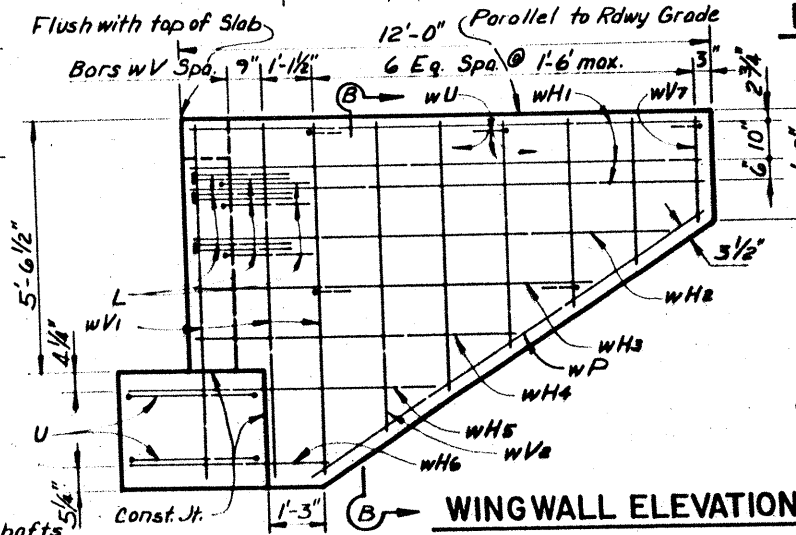 Flush with top of Slab
12'-0"
Parallel to Rdwy Grade
Bars wV Spa.
9"
1'-1½"
6 Eq. Spa. @ 1'-6" max.
3"
2¾"
B
wU
wH1
wV7
10"
6"
5'-6½"
3½"
L
wH2
wV1
wH3
4¼"
wP
wH4
U
wH5
wV2
wH6
5¼"
Const. Jt.
1'-3"
B
WINGWALL ELEVATION
hafts